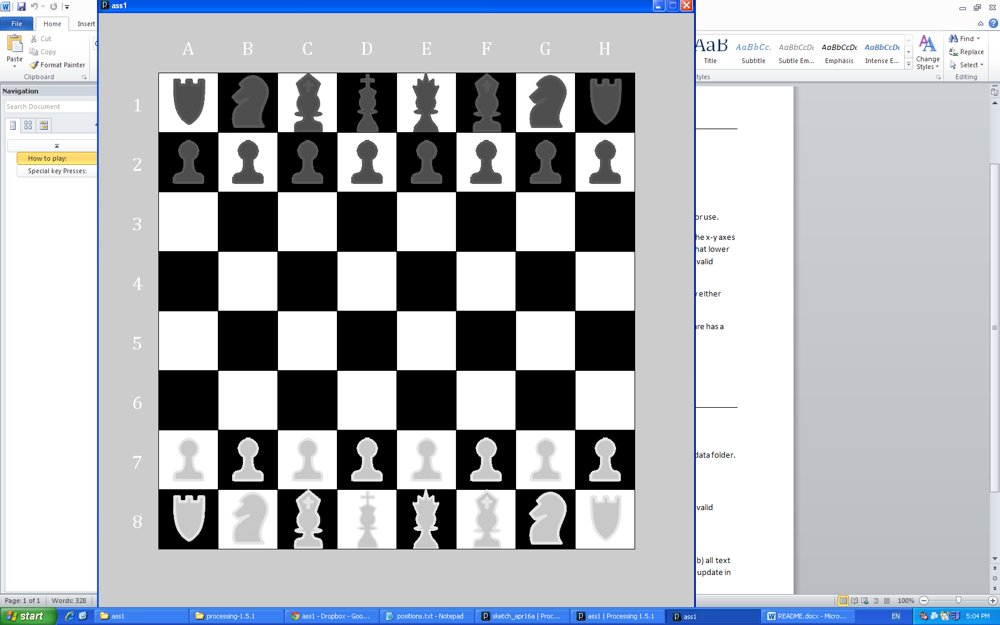 ass1
File
Home
Insert
Cut
Copy
Paste
Format Painter
Clipboard
AaB
AaBbCc.
AaBbCcDc
AaBbCcDc
AaBbCcDc
Title
Subtitle
Subtle Em...
Emphasis
Intense E...
Change
Styles
Find
Replace
Select
Editing
Navigation
Search Document
How to play:
Special key Presses:
A B C D E F G H
1
2
3
4
5
6
7
8
or use.
he x-y axes
hat lower
valid
either
re has a
data folder.
valid
b) all text
update in
Page: 1 of 1
Words: 328
100%
start
ass1
processing-1.5.1
ass1 - Dropbox - Goo...
positions.txt - Notepad
sketch_apr16a | Proc...
ass1 | Processing 1.5.1
ass1
README.docx - Micro...
EN
5:04 PM